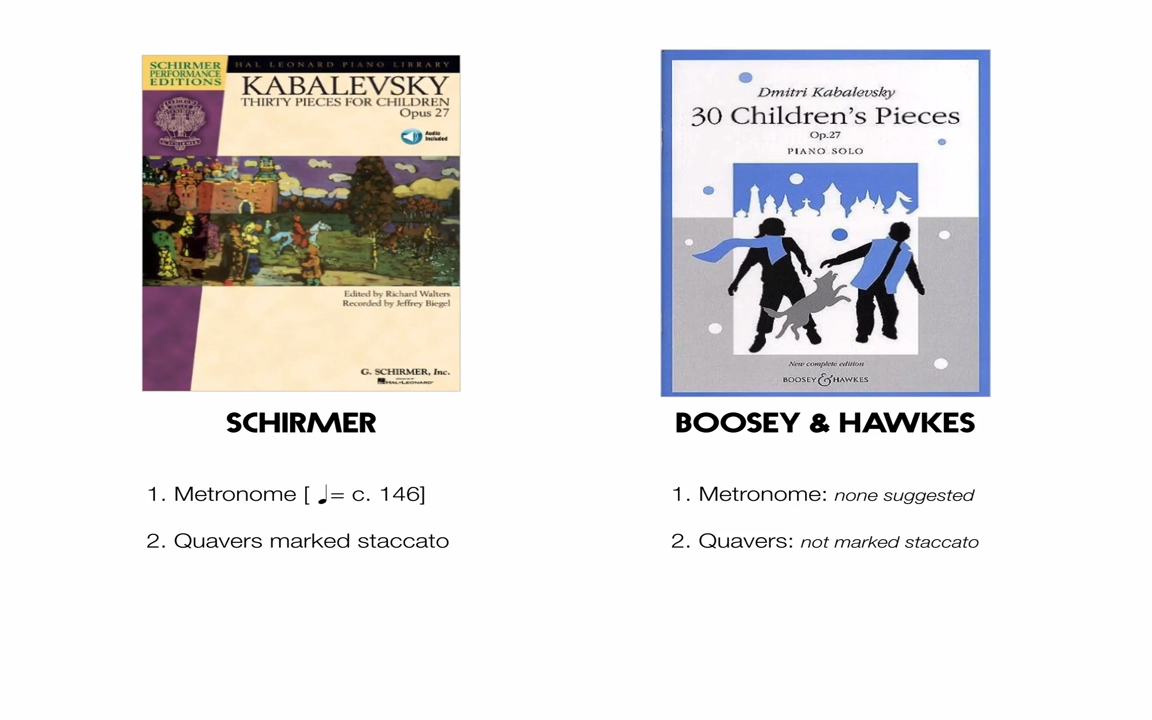 SCHIRMER
PERFORMANCE
EDITIONS
HAL LEONARD PIANO LIBRARY
KABALEVSKY
THIRTY PIECES FOR CHILDREN
Opus 27
Audio
Included
Edited by Richard Walters
Recorded by Jeffrey Biegel
G. SCHIRMER, Inc.
HAL•LEONARD
SCHIRMER
1. Metronome [ ♩= c. 146]
2. Quavers marked staccato
Dmitri Kabalevsky
30 Children's Pieces
Op.27
PIANO SOLO
New complete edition
BOOSEY & HAWKES
BOOSEY & HAWKES
1. Metronome: none suggested
2. Quavers: not marked staccato